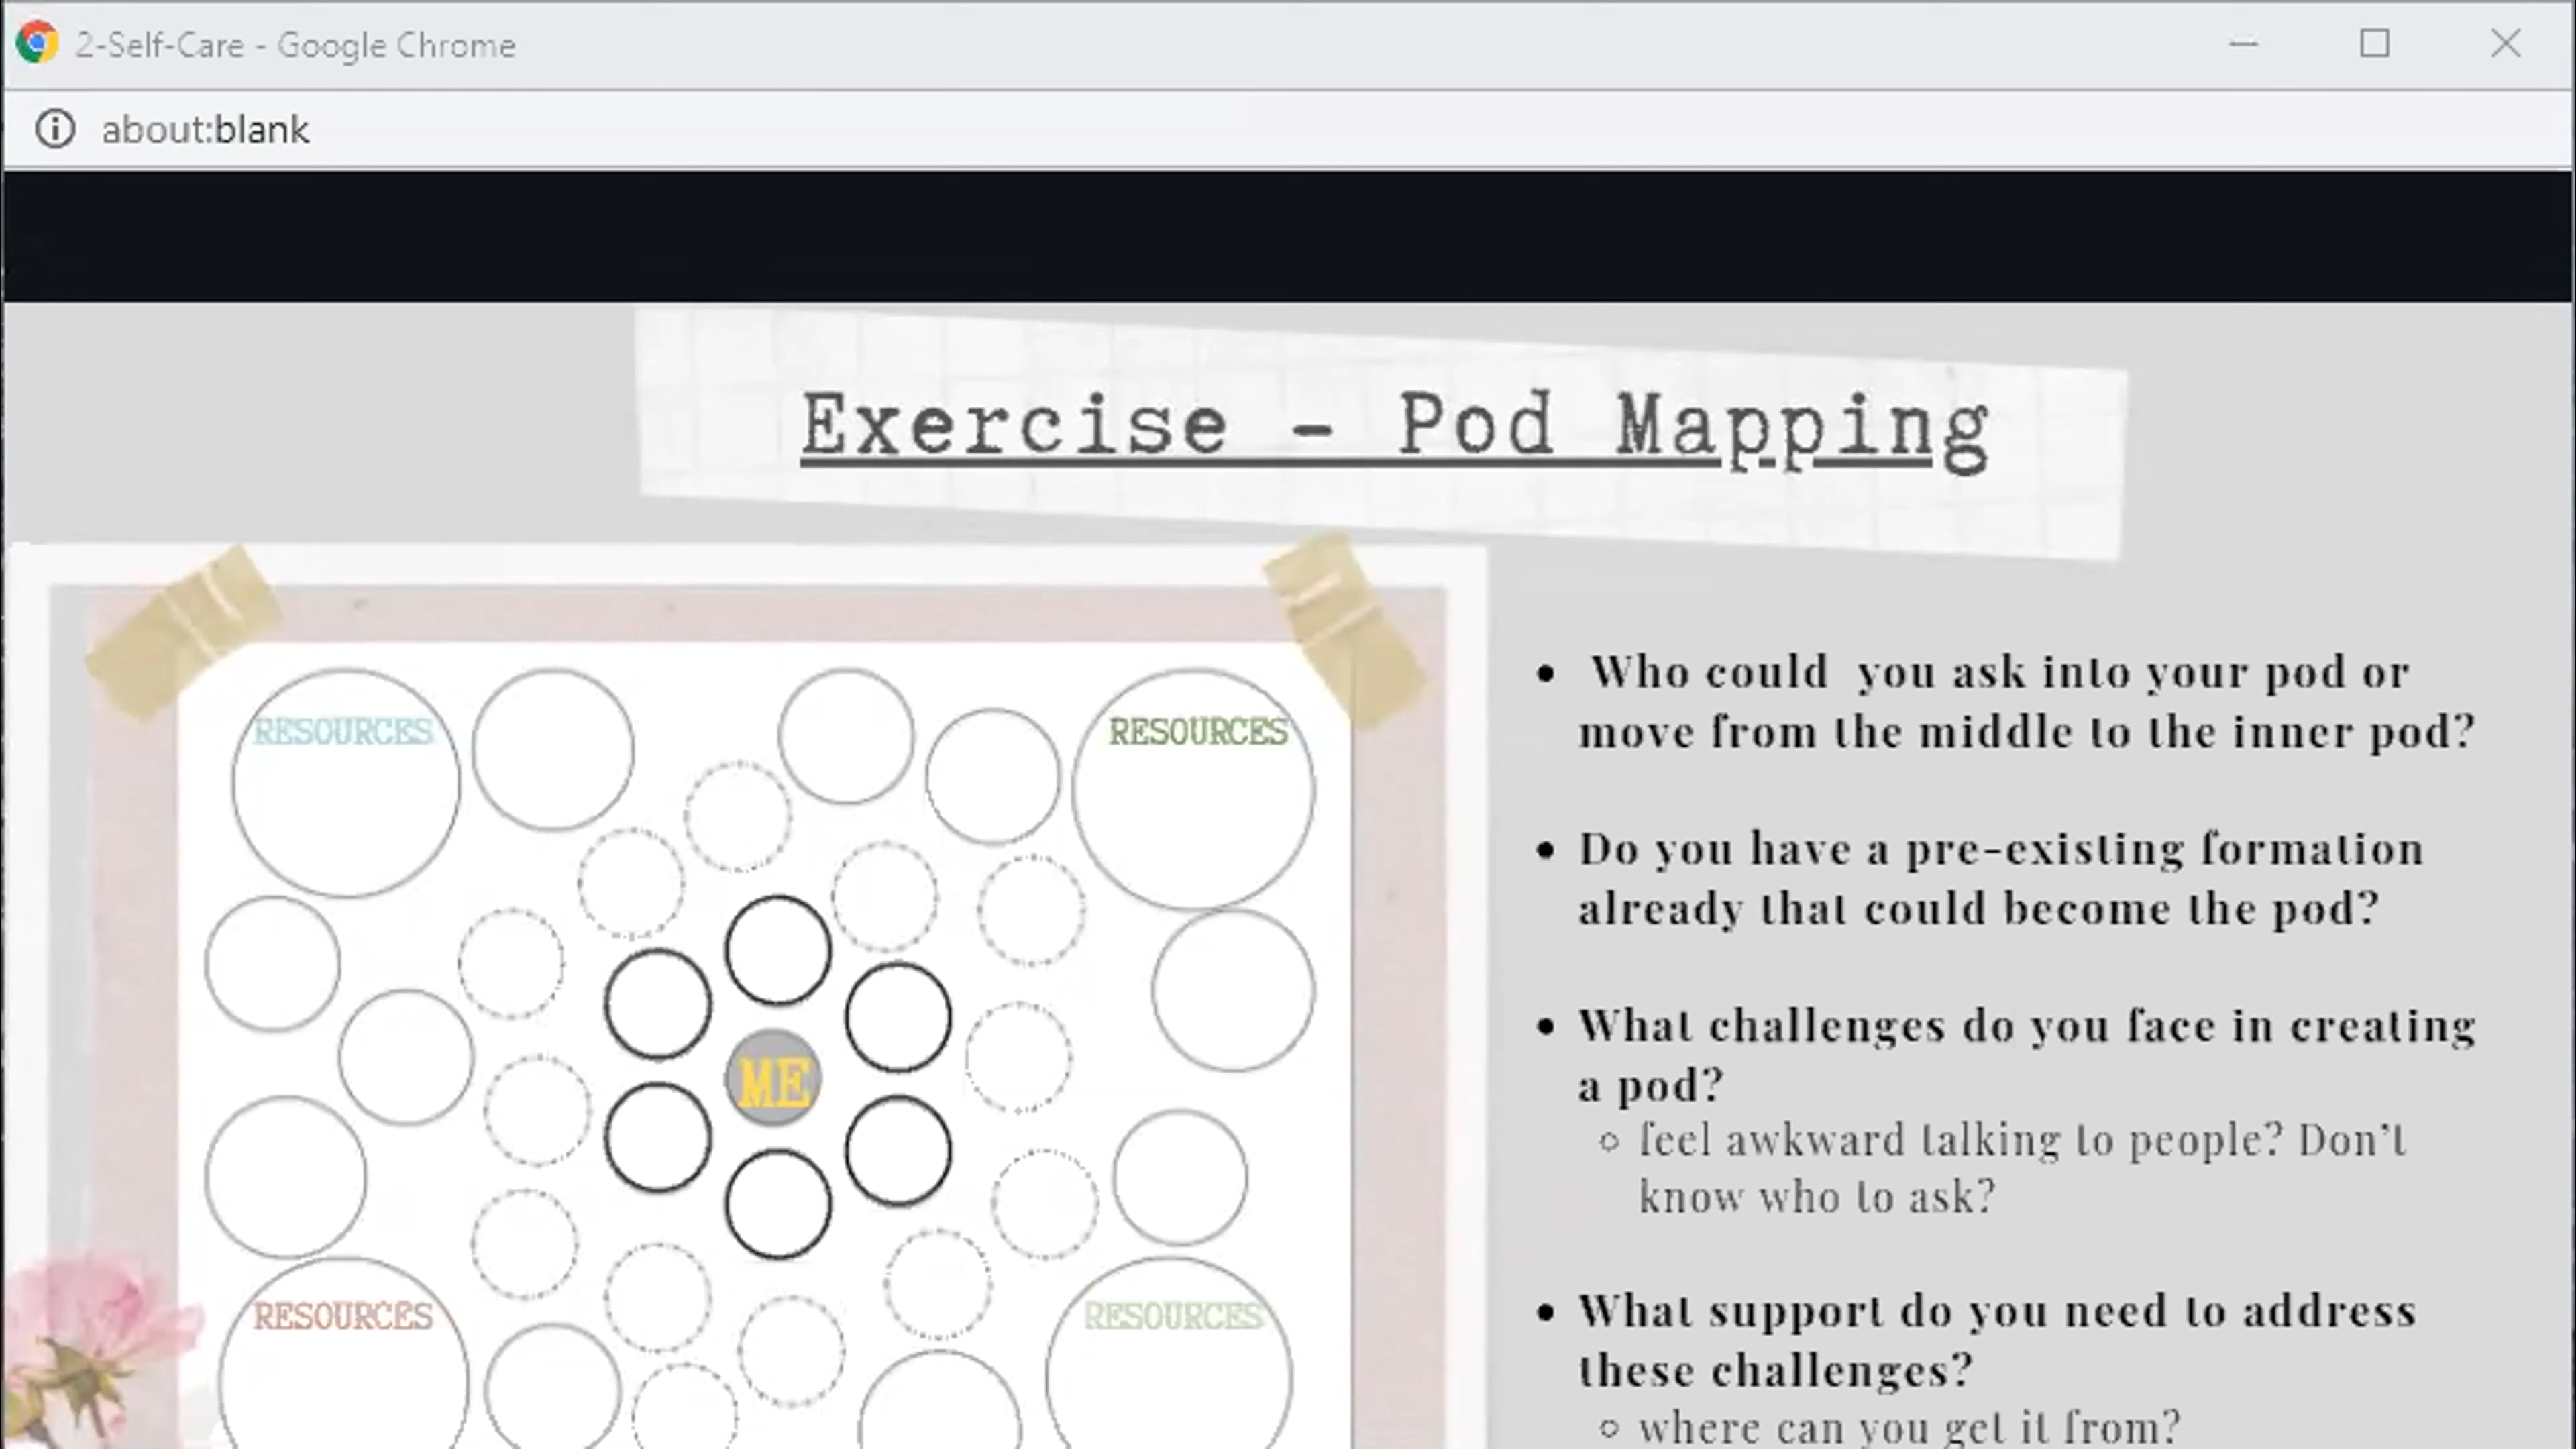 2-Self-Care - Google Chrome
about:blank
Exercise - Pod Mapping
RESOURCES
RESOURCES
ME
RESOURCES
RESOURCES
• Who could you ask into your pod or
move from the middle to the inner pod?
• Do you have a pre-existing formation
already that could become the pod?
• What challenges do you face in creating
a pod?
○ feel awkward talking to people? Don't
know who to ask?
• What support do you need to address
these challenges?
○ where can you get it from?